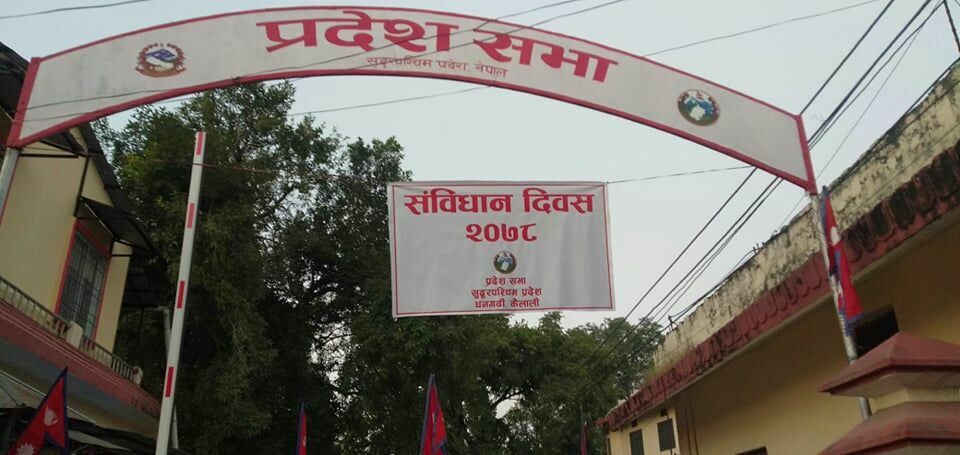 प्रदेश सभा
सुदूरपश्चिम प्रदेश, नेपाल
संविधान दिवस
२०७८
प्रदेश सभा
सुदूरपश्चिम प्रदेश
धनगढी, कैलाली